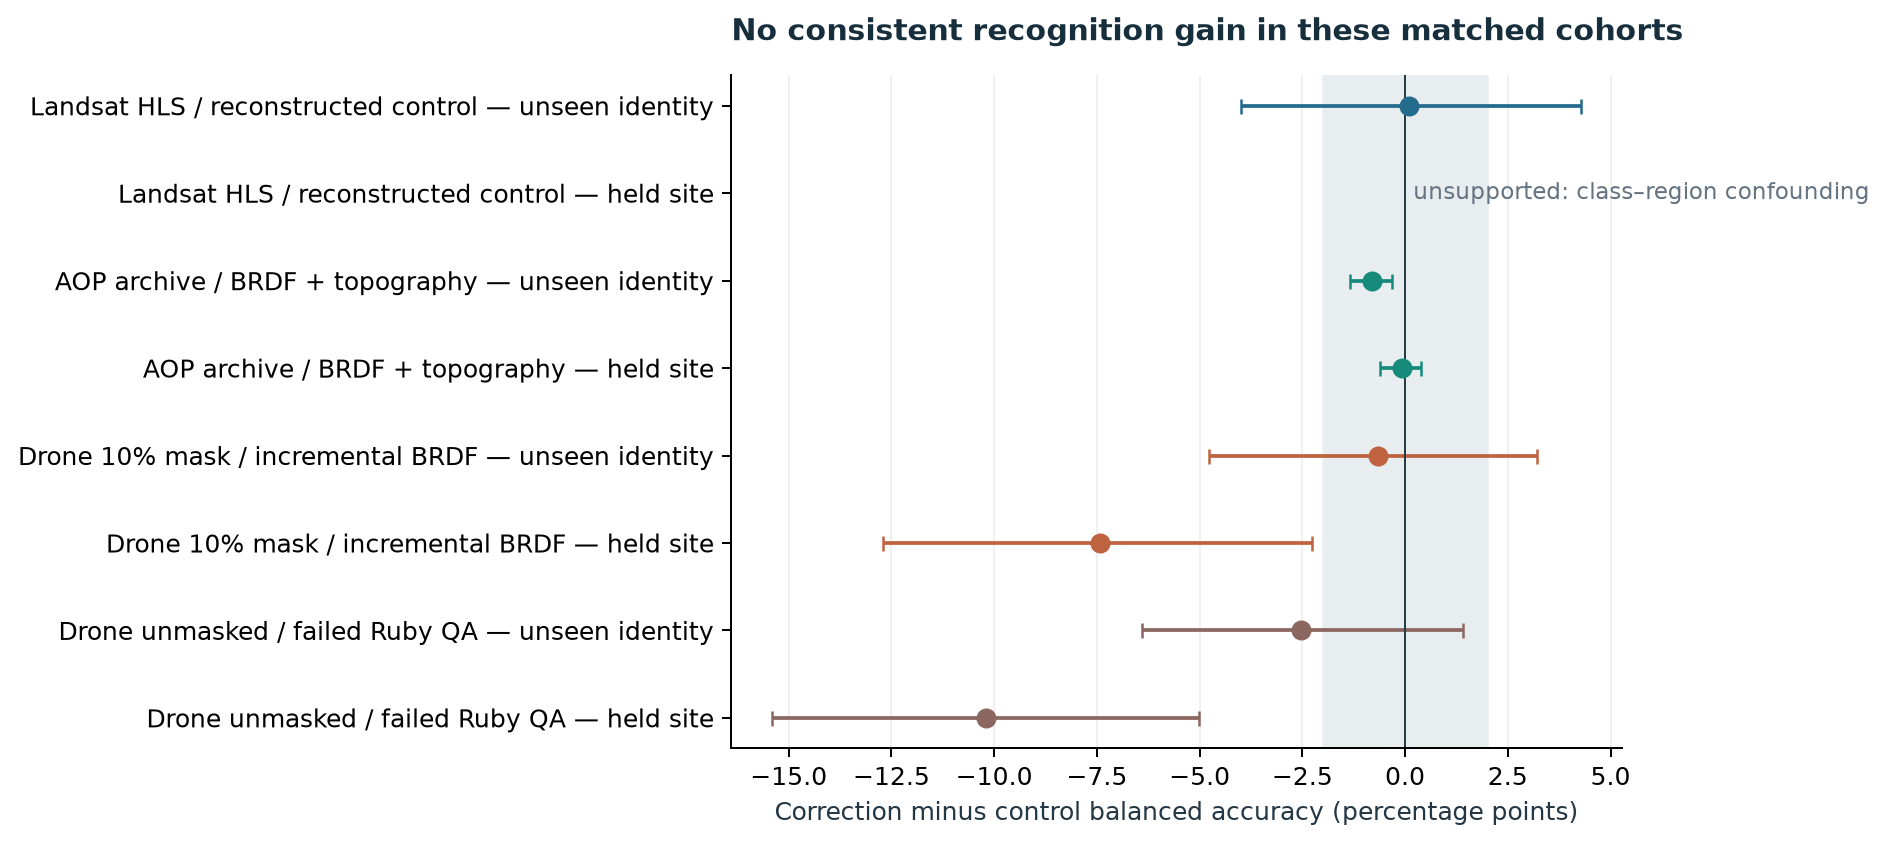 No consistent recognition gain in these matched cohorts
Landsat HLS / reconstructed control — unseen identity
Landsat HLS / reconstructed control — held site
unsupported: class–region confounding
AOP archive / BRDF + topography — unseen identity
AOP archive / BRDF + topography — held site
Drone 10% mask / incremental BRDF — unseen identity
Drone 10% mask / incremental BRDF — held site
Drone unmasked / failed Ruby QA — unseen identity
Drone unmasked / failed Ruby QA — held site
−15.0 −12.5 −10.0 −7.5 −5.0 −2.5 0.0 2.5 5.0
Correction minus control balanced accuracy (percentage points)